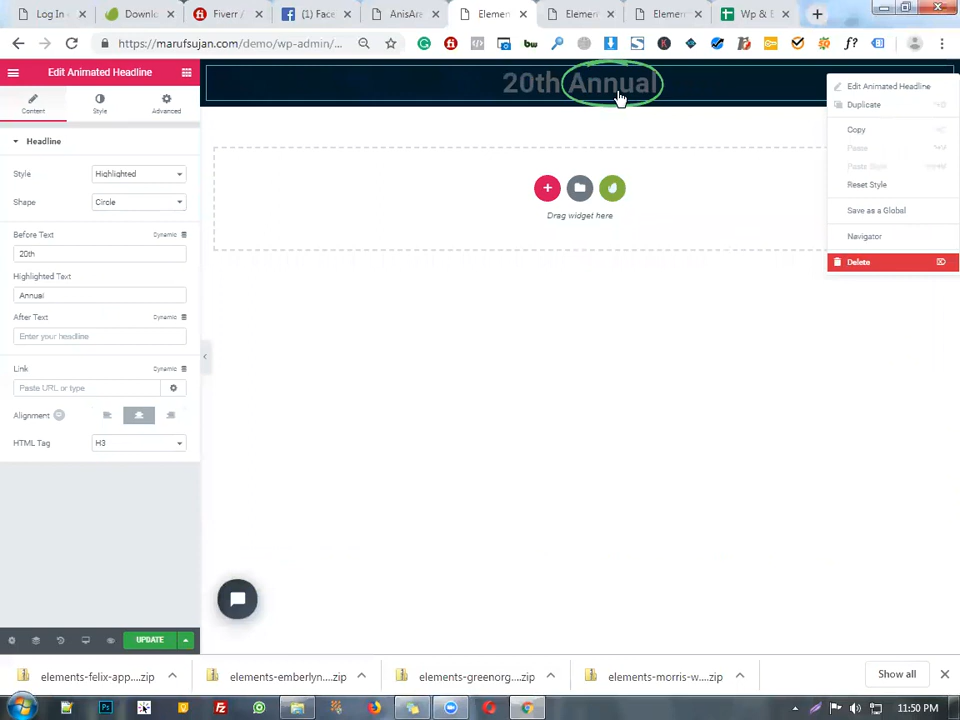 Log In
Downlo
Fiverr /
(1) Face
AnisAra
Elemen
Elemen
Elemen
Wp & E
https://marufsujan.com/demo/wp-admin/...
Edit Animated Headline
20th Annual
Content
Style
Advanced
Headline
Style
Highlighted
Shape
Circle
Before Text
Dynamic
20th
Highlighted Text
Annual
After Text
Dynamic
Enter your headline
Link
Dynamic
Paste URL or type
Alignment
HTML Tag
H3
UPDATE
Drag widget here
Edit Animated Headline
Duplicate
Copy
Paste
Paste Style
Reset Style
Save as a Global
Navigator
Delete
elements-felix-app....zip
elements-emberlyn....zip
elements-greenorg....zip
elements-morris-w....zip
Show all
11:50 PM